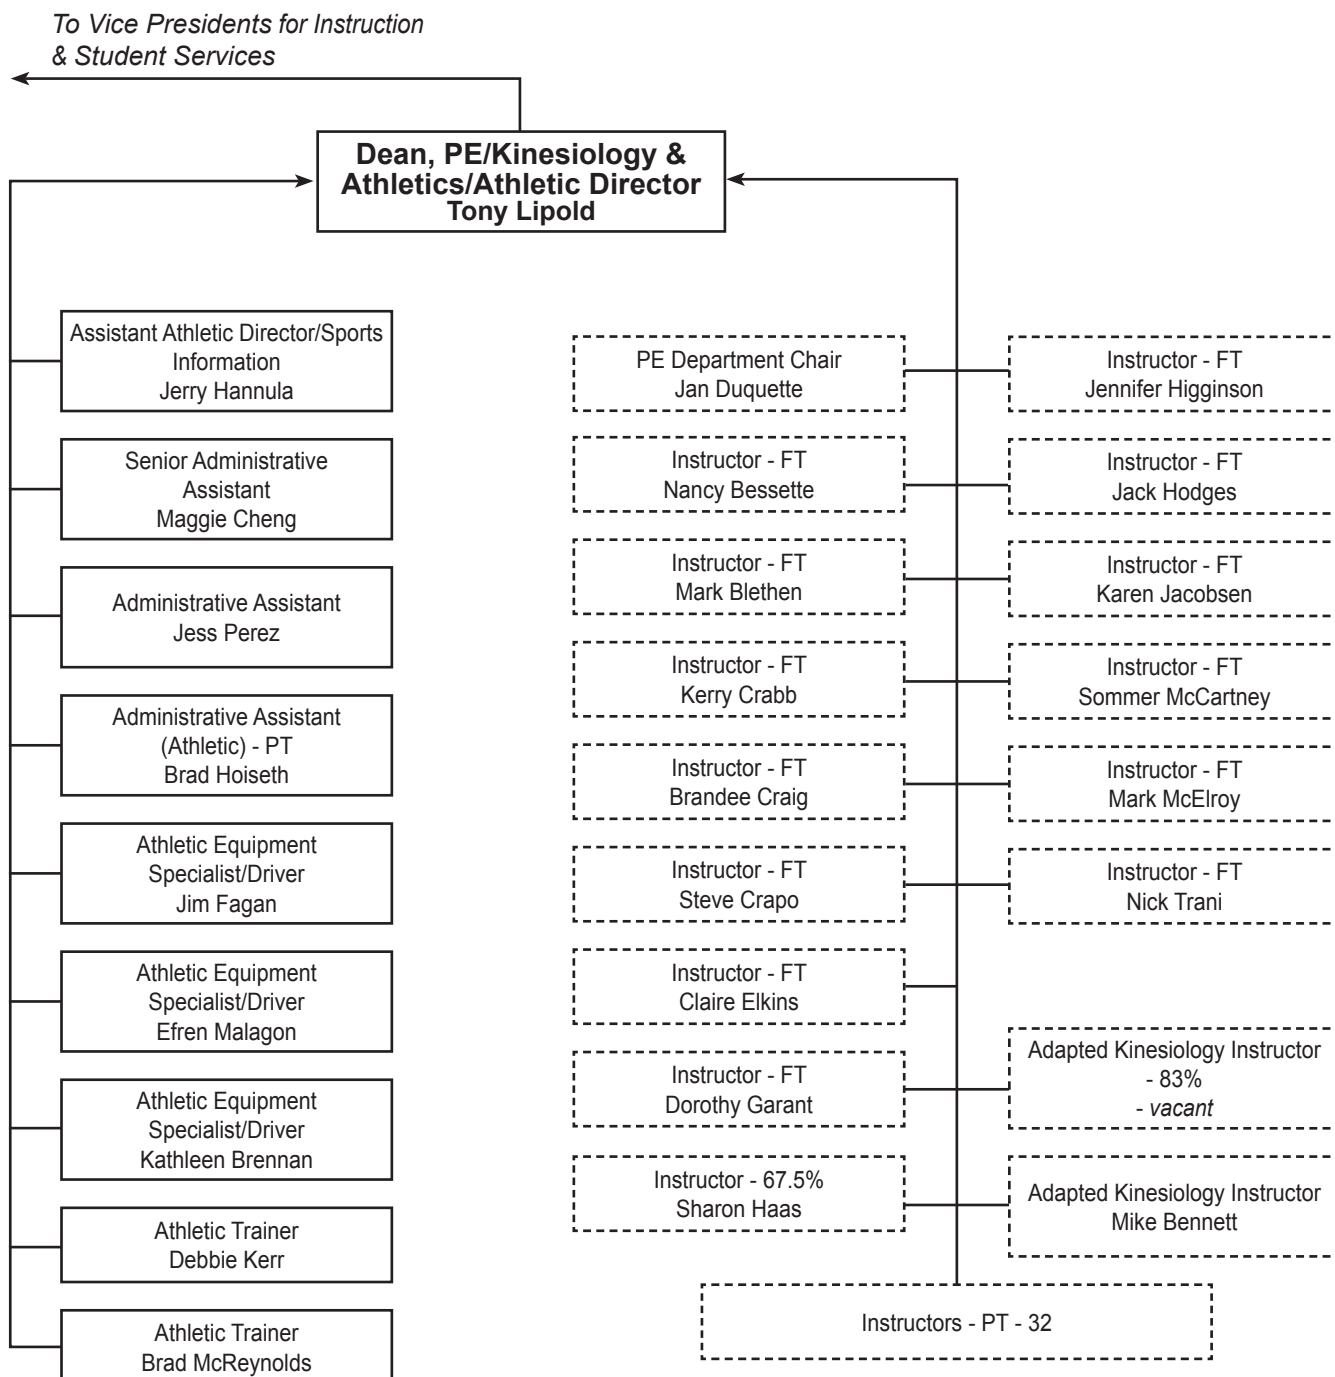 To Vice Presidents for Instruction
& Student Services
Dean, PE/Kinesiology &
Athletics/Athletic Director
Tony Lipold
Assistant Athletic Director/Sports
Information
Jerry Hannula
Senior Administrative
Assistant
Maggie Cheng
Administrative Assistant
Jess Perez
Administrative Assistant
(Athletic) - PT
Brad Hoiseth
Athletic Equipment
Specialist/Driver
Jim Fagan
Athletic Equipment
Specialist/Driver
Efren Malagon
Athletic Equipment
Specialist/Driver
Kathleen Brennan
Athletic Trainer
Debbie Kerr
Athletic Trainer
Brad McReynolds
PE Department Chair
Jan Duquette
Instructor - FT
Nancy Bessette
Instructor - FT
Mark Blethen
Instructor - FT
Kerry Crabb
Instructor - FT
Brandee Craig
Instructor - FT
Steve Crapo
Instructor - FT
Claire Elkins
Instructor - FT
Dorothy Garant
Instructor - 67.5%
Sharon Haas
Instructor - FT
Jennifer Higginson
Instructor - FT
Jack Hodges
Instructor - FT
Karen Jacobsen
Instructor - FT
Sommer McCartney
Instructor - FT
Mark McElroy
Instructor - FT
Nick Trani
Adapted Kinesiology Instructor
- 83%
- vacant
Adapted Kinesiology Instructor
Mike Bennett
Instructors - PT - 32